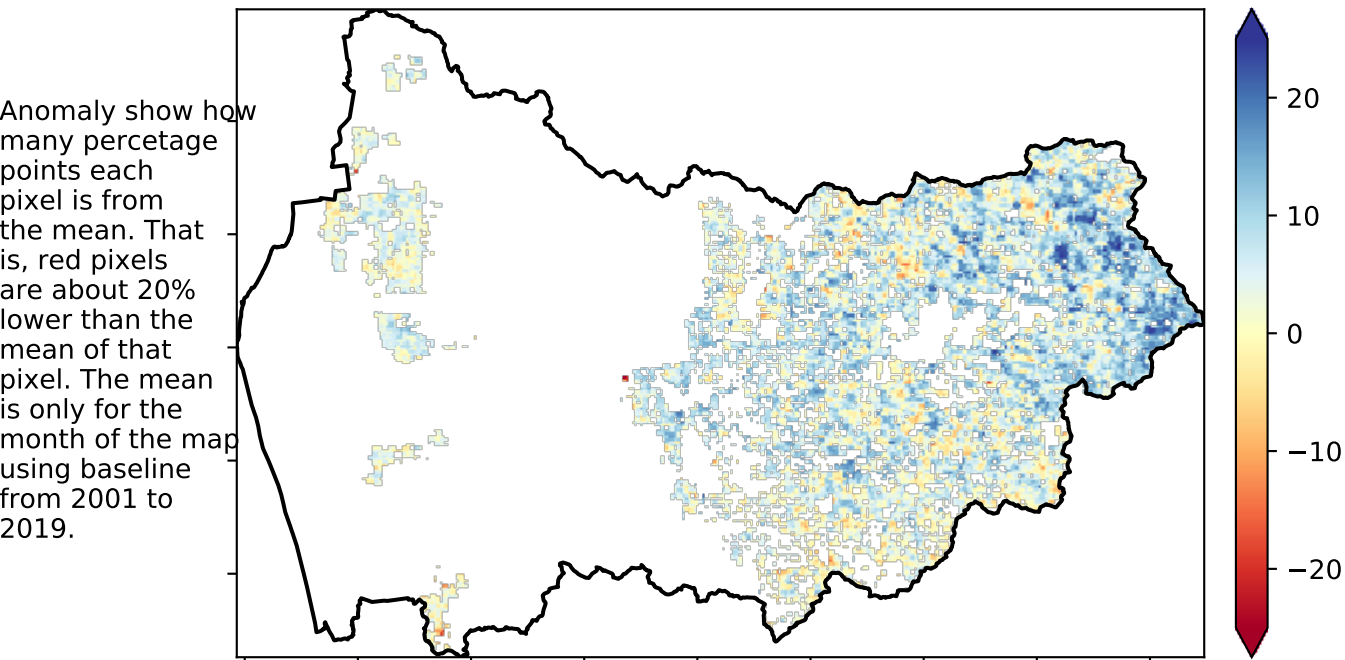 Anomaly show how
many percetage
points each
pixel is from
the mean. That
is, red pixels
are about 20%
lower than the
mean of that
pixel. The mean
is only for the
month of the map
using baseline
from 2001 to
2019.
20
10
0
−10
−20